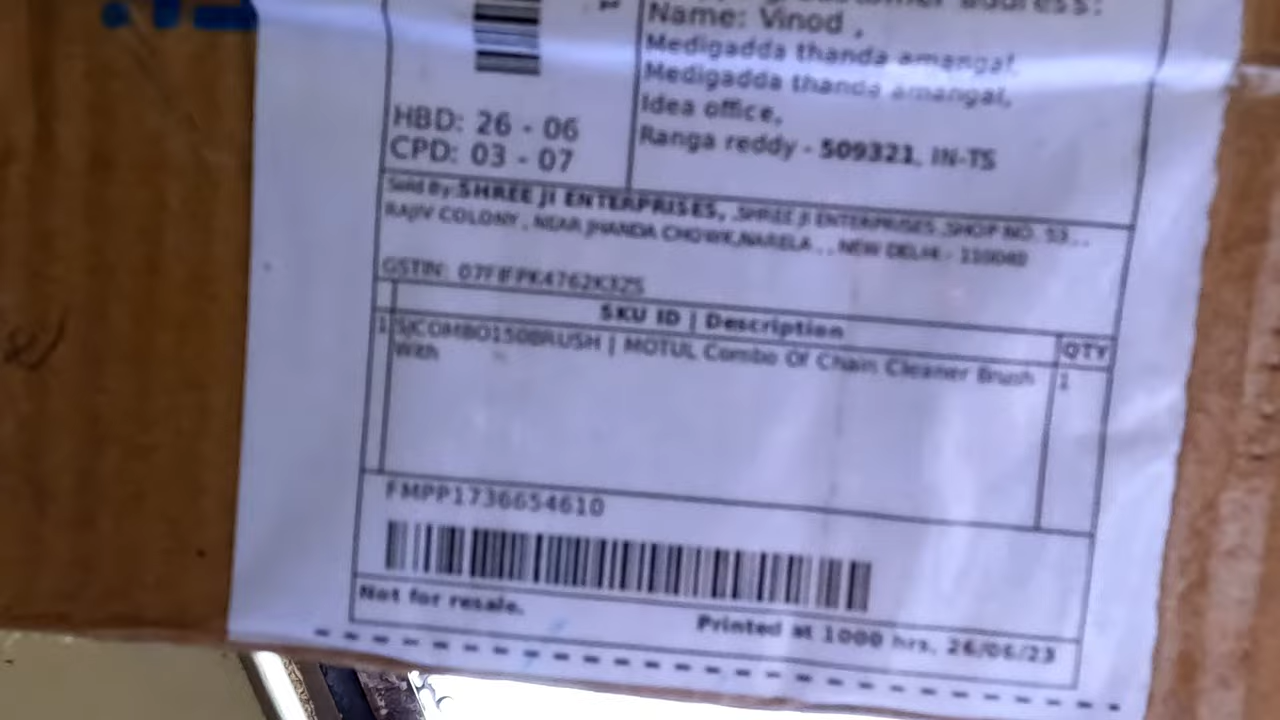 address:
Name: Vinod ,
Medigadda thanda amangal,
Medigadda thanda amangal,
Idea office,
Ranga reddy - 509321, IN-TS
HBD: 26 - 06
CPD: 03 - 07
Sold By: SHREE JI ENTERPRISES, ,SHREE JI ENTERPRISES ,SHOP NO. 53 , ,
RAJIV COLONY , NEAR JHANDA CHOWK,NARELA , , NEW DELHI - 110040
GSTIN: 07FIFPK4762K3ZS
SKU ID | Description
QTY
1 SJCOMBO150BRUSH | MOTUL Combo Of Chain Cleaner Brush 1
With
FMPP1736654610
Not for resale.
Printed at 1000 hrs, 26/06/23